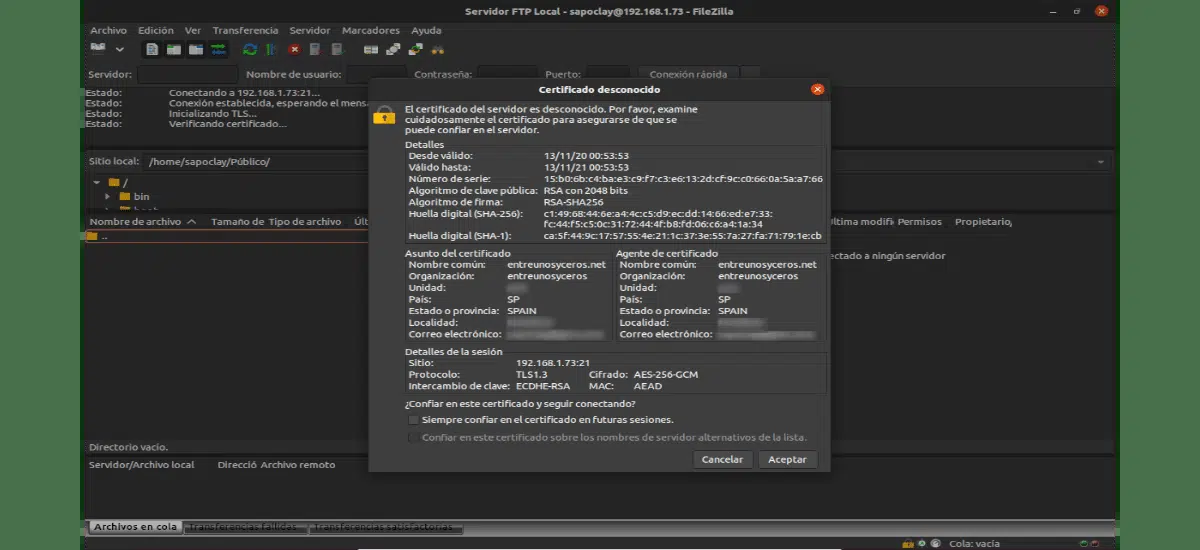 Servidor FTP Local - sapoclay@192.168.1.73 - FileZilla
Archivo Edición Ver Transferencia Servidor Marcadores Ayuda
Servidor: Nombre de usuario: Contraseña: Puerto: Conexión rápida
Estado: Conectando a 192.168.1.73:21...
Estado: Conexión establecida, esperando el mens
Estado: Inicializando TLS...
Estado: Verificando certificado...
Sitio local: /home/sapoclay/Público/
/
bin
Nombre de archivo Tamaño de Tipo de archivo Últ
..
Directorio vacío.
Última modifi Permisos Propietario,
ectado a ningún servidor
Certificado desconocido
El certificado del servidor es desconocido. Por favor, examine
cuidadosamente el certificado para asegurarse de que se
puede confiar en el servidor.
Detalles
Desde válido: 13/11/20 00:53:53
Válido hasta: 13/11/21 00:53:53
Número de serie: 15:b0:6b:c4:ba:e3:c9:f7:c3:e6:13:2d:cf:9c:c0:66:0a:5a:a7:66
Algoritmo de clave pública: RSA con 2048 bits
Algoritmo de firma: RSA-SHA256
Huella digital (SHA-256): c1:49:68:44:6e:a4:4c:c5:d9:ec:dd:14:66:ed:e7:33:
fc:44:f5:c5:0c:31:72:44:4f:b8:fd:06:c6:a4:1a:34
Huella digital (SHA-1): ca:5f:44:9c:17:57:55:4e:21:1c:37:3e:55:7a:27:fa:71:79:1e:cb
Asunto del certificado
Nombre común: entreunosyceros.net
Organización: entreunosyceros
Unidad:
País: SP
Estado o provincia: SPAIN
Localidad:
Correo electrónico:
Agente de certificado
Nombre común: entreunosyceros.net
Organización: entreunosyceros
Unidad:
País: SP
Estado o provincia: SPAIN
Localidad:
Correo electrónico:
Detalles de la sesión
Sitio: 192.168.1.73:21
Protocolo: TLS1.3 Cifrado: AES-256-GCM
Intercambio de clave: ECDHE-RSA MAC: AEAD
¿Confiar en este certificado y seguir conectando?
Siempre confiar en el certificado en futuras sesiones.
Confiar en este certificado sobre los nombres de servidor alternativos de la lista.
Cancelar Aceptar
Servidor/Archivo local Direcció Archivo remoto
Archivos en cola Transferencias fallidas Transferencias satisfactorias
Cola: vacía